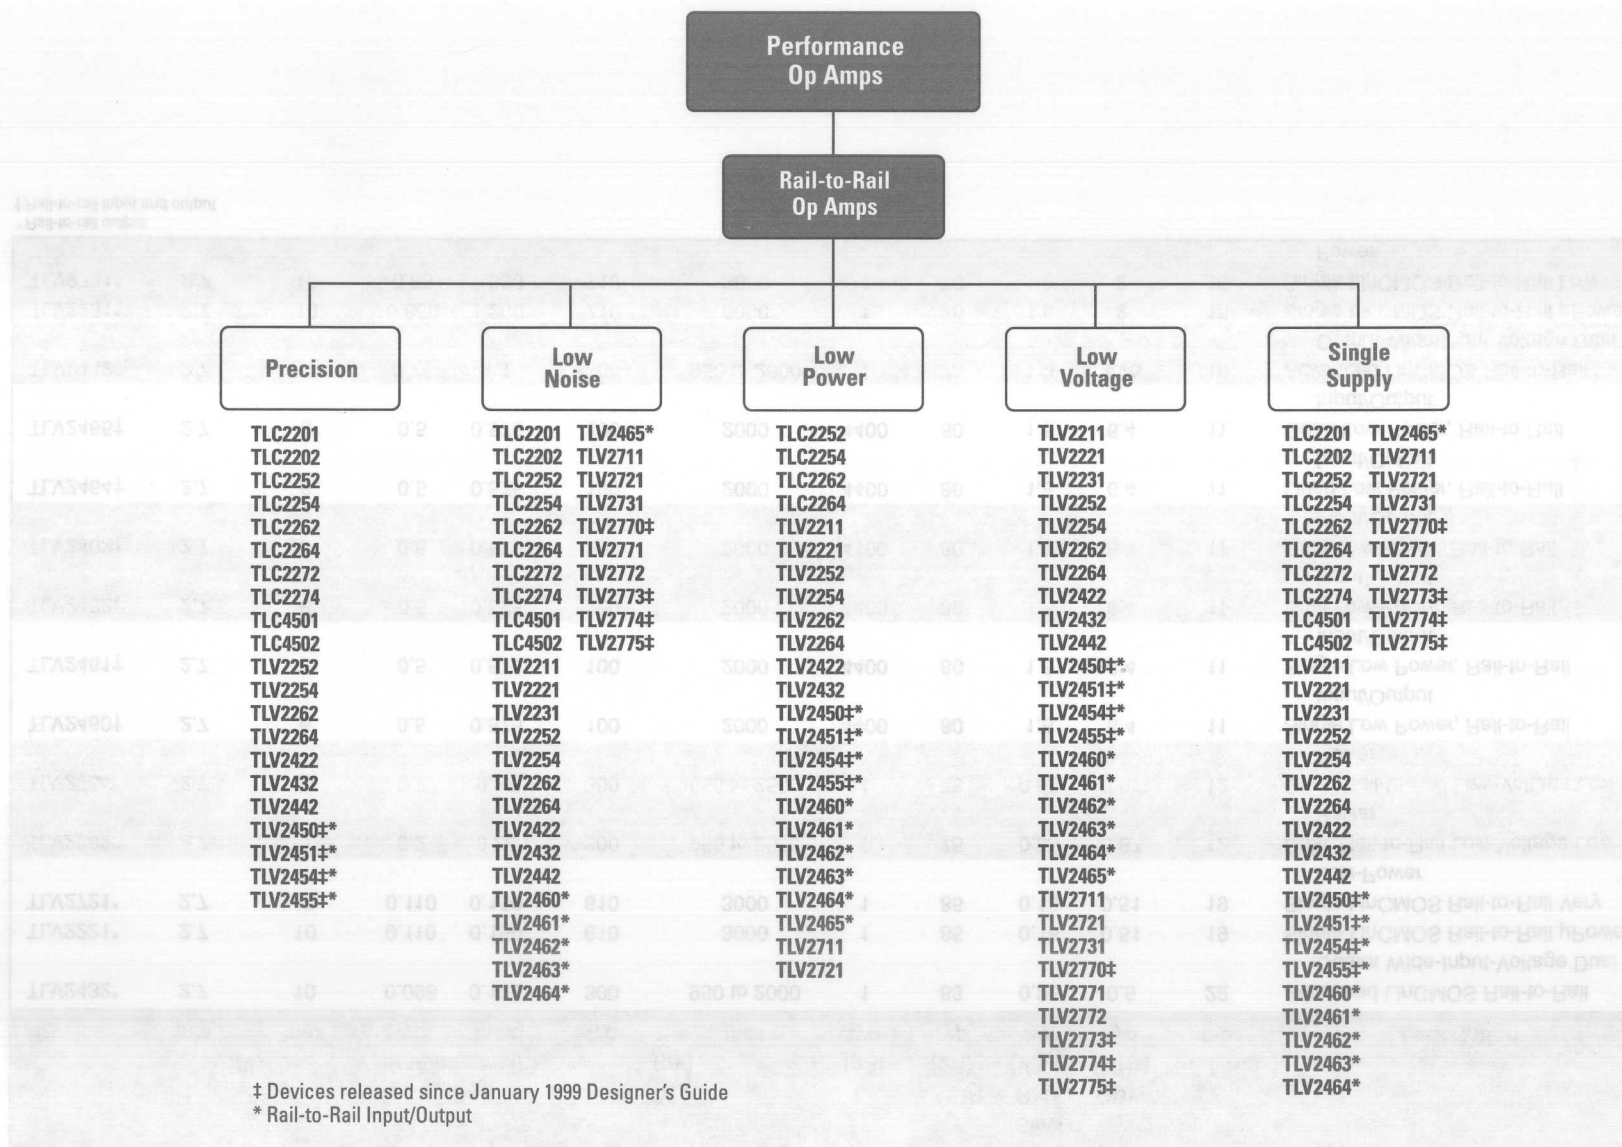 Performance
Op Amps
Rail-to-Rail
Op Amps
Precision
TLC2201
TLC2202
TLC2252
TLC2254
TLC2262
TLC2264
TLC2272
TLC2274
TLC4501
TLC4502
TLV2252
TLV2254
TLV2262
TLV2264
TLV2422
TLV2432
TLV2442
TLV2450‡*
TLV2451‡*
TLV2454‡*
TLV2455‡*
Low
Noise
TLC2201 TLV2465*
TLC2202 TLV2711
TLC2252 TLV2721
TLC2254 TLV2731
TLC2262 TLV2770‡
TLC2264 TLV2771
TLC2272 TLV2772
TLC2274 TLV2773‡
TLC4501 TLV2774‡
TLC4502 TLV2775‡
TLV2211
TLV2221
TLV2231
TLV2252
TLV2254
TLV2262
TLV2264
TLV2422
TLV2432
TLV2442
TLV2460*
TLV2461*
TLV2462*
TLV2463*
TLV2464*
Low
Power
TLC2252
TLC2254
TLC2262
TLC2264
TLV2211
TLV2221
TLV2252
TLV2254
TLV2262
TLV2264
TLV2422
TLV2432
TLV2450‡*
TLV2451‡*
TLV2454‡*
TLV2455‡*
TLV2460*
TLV2461*
TLV2462*
TLV2463*
TLV2464*
TLV2465*
TLV2711
TLV2721
Low
Voltage
TLV2211
TLV2221
TLV2231
TLV2252
TLV2254
TLV2262
TLV2264
TLV2422
TLV2432
TLV2442
TLV2450‡*
TLV2451‡*
TLV2454‡*
TLV2455‡*
TLV2460*
TLV2461*
TLV2462*
TLV2463*
TLV2464*
TLV2465*
TLV2711
TLV2721
TLV2731
TLV2770‡
TLV2771
TLV2772
TLV2773‡
TLV2774‡
TLV2775‡
Single
Supply
TLC2201 TLV2465*
TLC2202 TLV2711
TLC2252 TLV2721
TLC2254 TLV2731
TLC2262 TLV2770‡
TLC2264 TLV2771
TLC2272 TLV2772
TLC2274 TLV2773‡
TLC4501 TLV2774‡
TLC4502 TLV2775‡
TLV2211
TLV2221
TLV2231
TLV2252
TLV2254
TLV2262
TLV2264
TLV2422
TLV2432
TLV2442
TLV2450‡*
TLV2451‡*
TLV2454‡*
TLV2455‡*
TLV2460*
TLV2461*
TLV2462*
TLV2463*
TLV2464*
‡ Devices released since January 1999 Designer's Guide
* Rail-to-Rail Input/Output